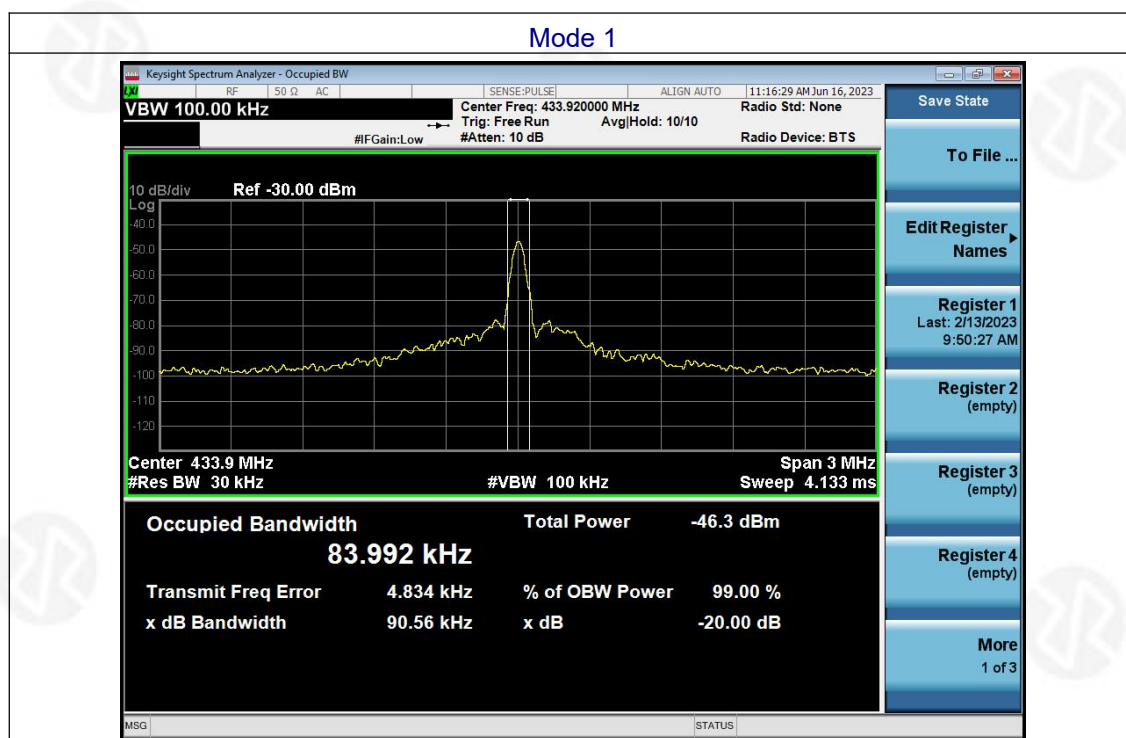 Mode 1
Keysight Spectrum Analyzer - Occupied BW
LXI RF 50 Ω AC SENSE:PULSE ALIGN AUTO 11:16:29 AM Jun 16, 2023
VBW 100.00 kHz
Center Freq: 433.920000 MHz Radio Std: None
Trig: Free Run Avg|Hold: 10/10
#IFGain:Low #Atten: 10 dB Radio Device: BTS
10 dB/div Ref -30.00 dBm
Log
-40.0
-50.0
-60.0
-70.0
-80.0
-90.0
-100
-110
-120
Center 433.9 MHz Span 3 MHz
#Res BW 30 kHz #VBW 100 kHz Sweep 4.133 ms
Occupied Bandwidth Total Power -46.3 dBm
83.992 kHz
Transmit Freq Error 4.834 kHz % of OBW Power 99.00 %
x dB Bandwidth 90.56 kHz x dB -20.00 dB
MSG STATUS
Save State
To File ...
Edit Register
Names
Register 1
Last: 2/13/2023
9:50:27 AM
Register 2
(empty)
Register 3
(empty)
Register 4
(empty)
More
1 of 3